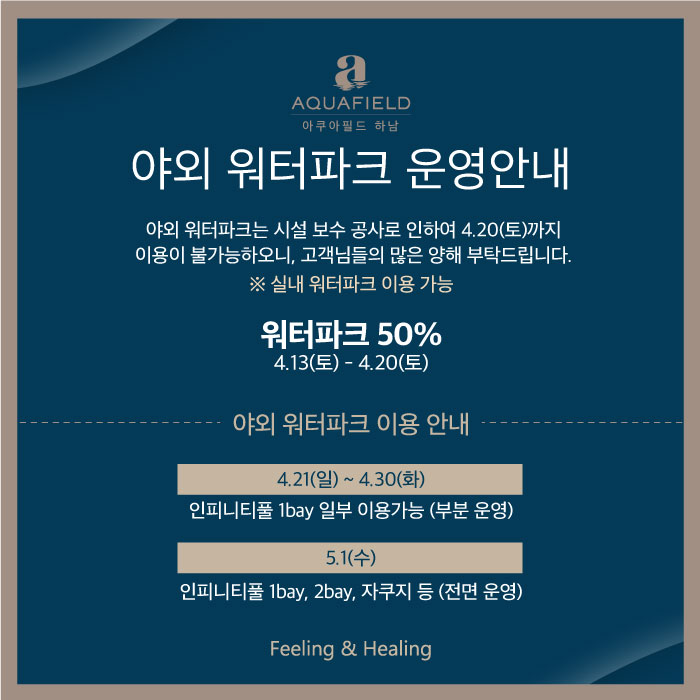 a
AQUAFIELD
아쿠아필드 하남
야외 워터파크 운영안내
야외 워터파크는 시설 보수 공사로 인하여 4.20(토)까지
이용이 불가능하오니, 고객님들의 많은 양해 부탁드립니다.
※ 실내 워터파크 이용 가능
워터파크 50%
4.13(토) - 4.20(토)
야외 워터파크 이용 안내
4.21(일) ~ 4.30(화)
인피니티풀 1bay 일부 이용가능 (부분 운영)
5.1(수)
인피니티풀 1bay, 2bay, 자쿠지 등 (전면 운영)
Feeling & Healing